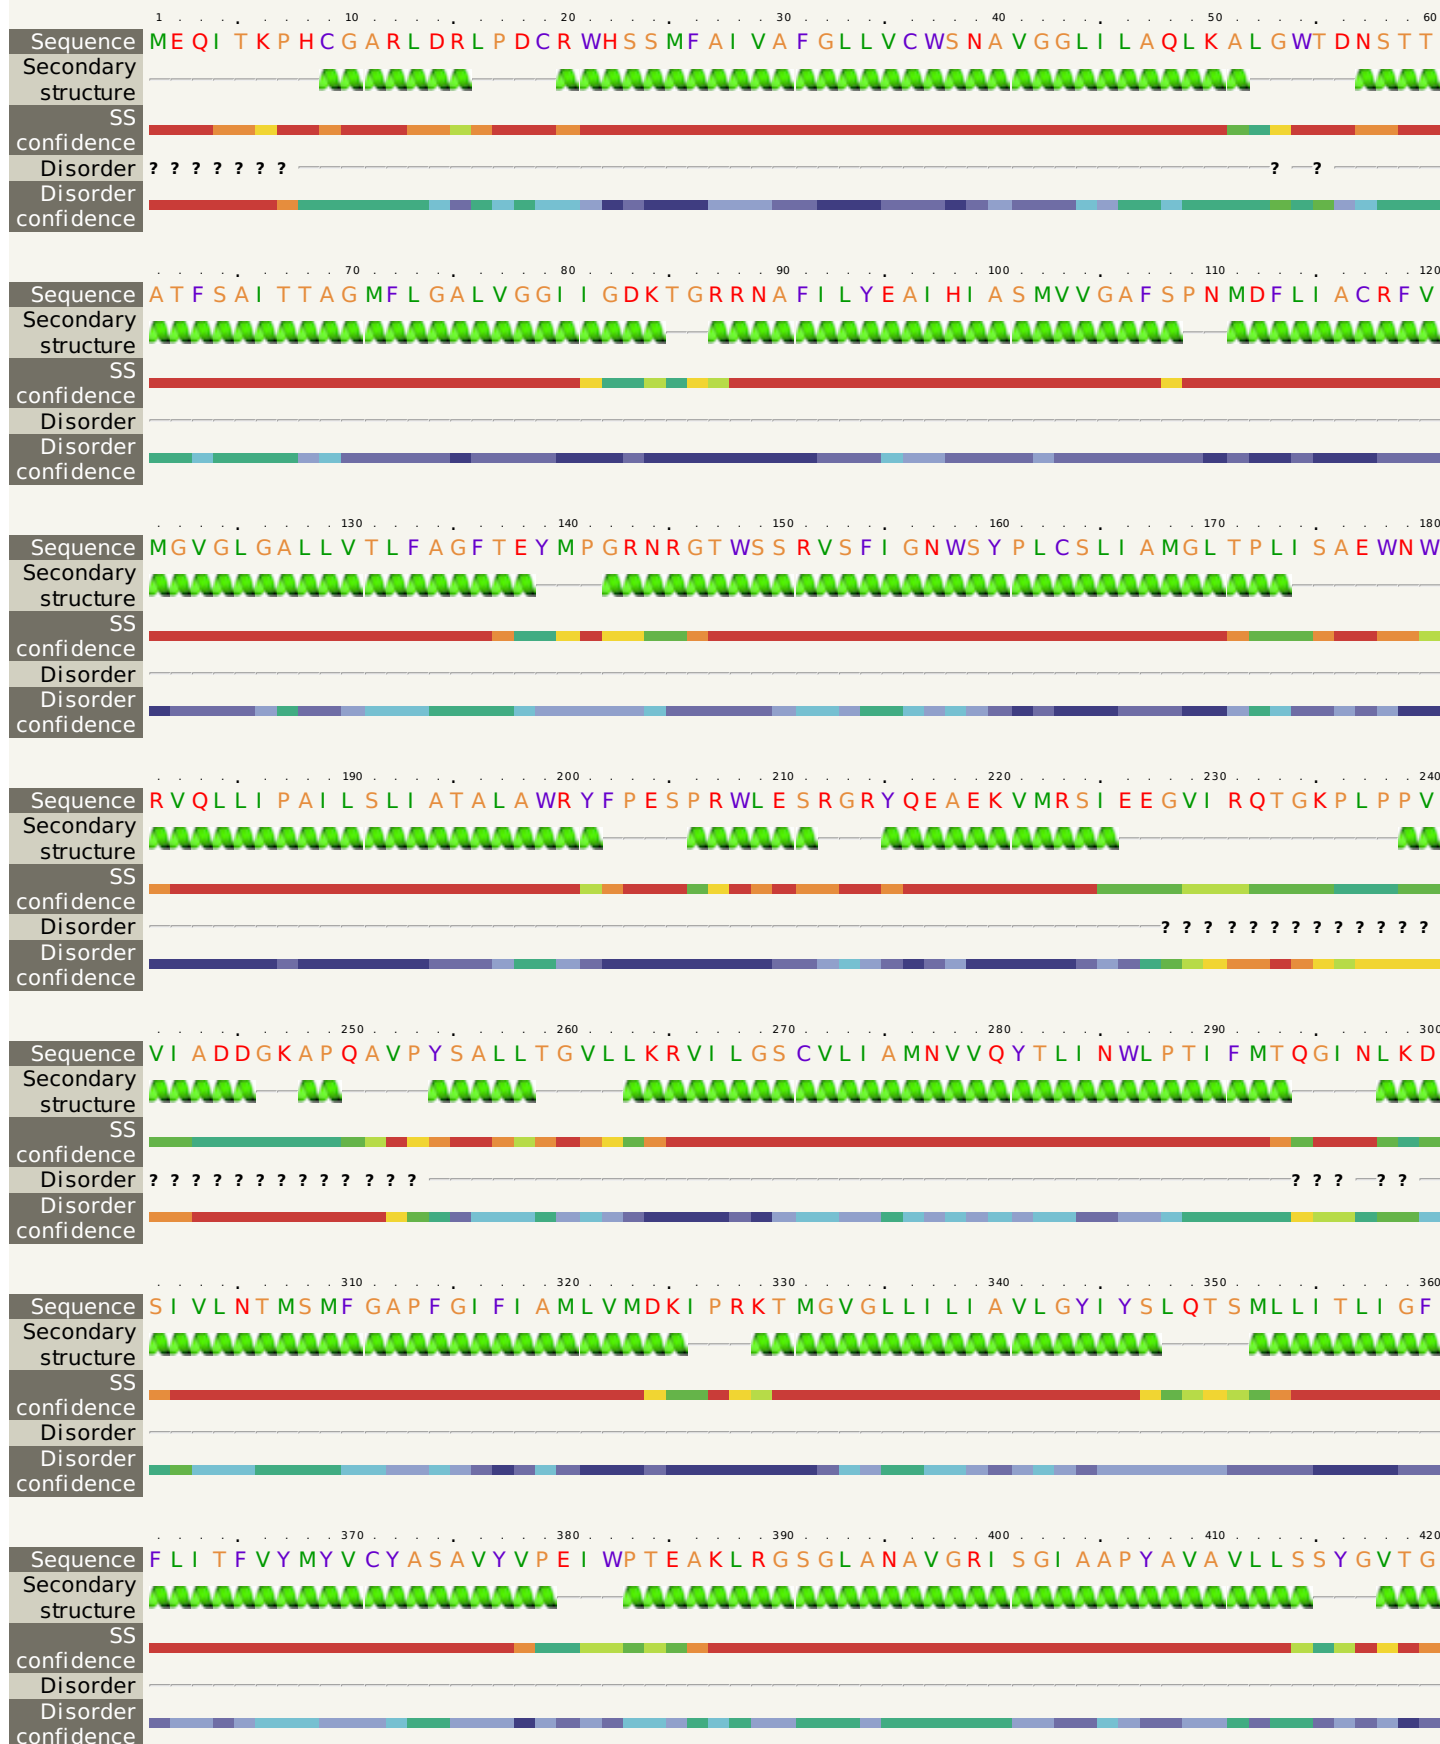 1 . . . . 10 . . . . 20 . . . . 30 . . . . 40 . . . . 50 . . . . 60
Sequence MEQITKPHCGARLDRLPDCRWHSSMFAIVAFGLLVCWSNAVGGLILAQLKALGWTDNSTT
Secondary
structure
SS
confidence
Disorder ? ? ? ? ? ? ? ? ?
Disorder
confidence
. . . . 70 . . . . 80 . . . . 90 . . . . 100 . . . . 110 . . . . 120
Sequence ATFSAITTAGMFLGALVGGIIGDKTGRRNAFILYEAIHIASMVVGAFSPNMDFLIACRFV
Secondary
structure
SS
confidence
Disorder
Disorder
confidence
. . . . 130 . . . . 140 . . . . 150 . . . . 160 . . . . 170 . . . . 180
Sequence MGVGLGALLVTLFAGFTEYMPGRNRGTWSSRVSFIGNWSYPLCSLIAMGLTPLISAEWNW
Secondary
structure
SS
confidence
Disorder
Disorder
confidence
. . . . 190 . . . . 200 . . . . 210 . . . . 220 . . . . 230 . . . . 240
Sequence RVQLLIPAILSLIATALAWRYFPESPRWLESRGRYQEAEKVMRSIEEGVIRQTGKPLPPV
Secondary
structure
SS
confidence
Disorder ? ? ? ? ? ? ? ? ? ? ? ? ?
Disorder
confidence
. . . . 250 . . . . 260 . . . . 270 . . . . 280 . . . . 290 . . . . 300
Sequence VIADDGKAPQAVPYSALLTGVLLKRVILGSCVLIAMNVVQYTLINWLPTIFMTQGINLKD
Secondary
structure
SS
confidence
Disorder ? ? ? ? ? ? ? ? ? ? ? ? ? ? ? ? ? ?
Disorder
confidence
. . . . 310 . . . . 320 . . . . 330 . . . . 340 . . . . 350 . . . . 360
Sequence SIVLNTMSMFGAPFGIFIAMLVMDKIPRKTMGVGLLILIAVLGYIYSLQTSMLLITLIGF
Secondary
structure
SS
confidence
Disorder
Disorder
confidence
. . . . 370 . . . . 380 . . . . 390 . . . . 400 . . . . 410 . . . . 420
Sequence FLITFVYMYVCYASAVYVPEIWPTEAKLRGSGLANAVGRISGIAAPYAVAVLLSSYGVTG
Secondary
structure
SS
confidence
Disorder
Disorder
confidence